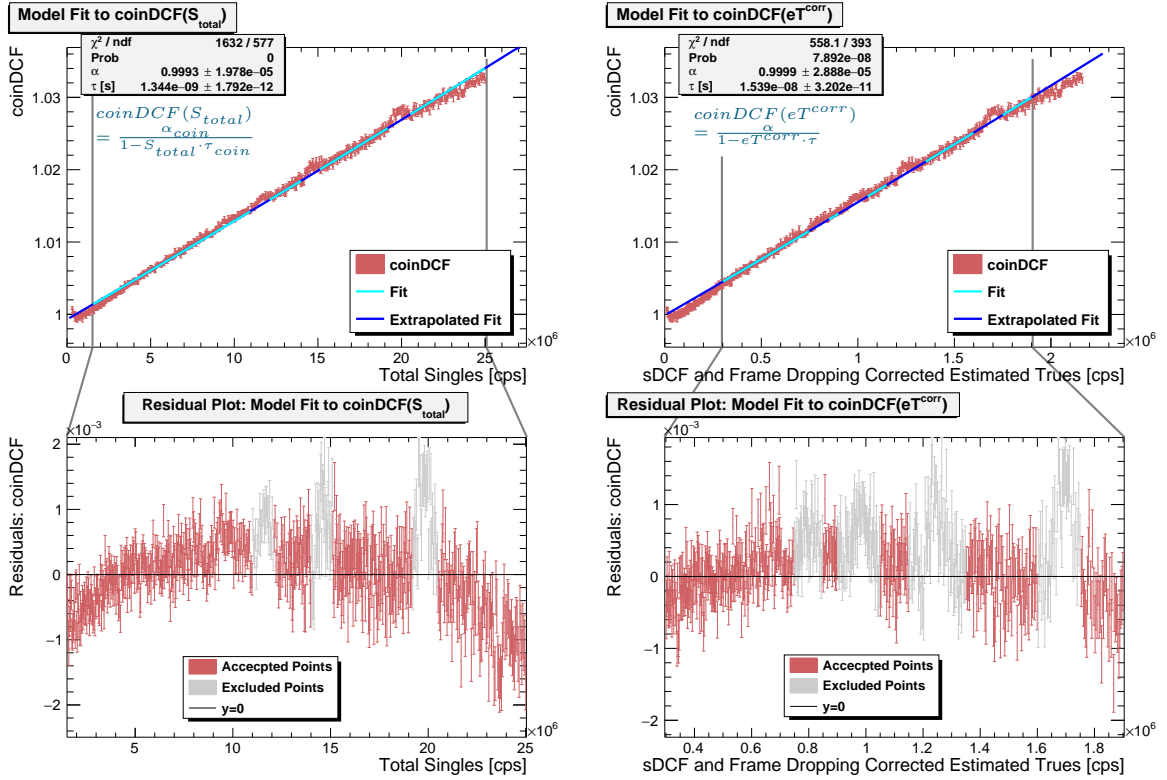 Model Fit to coinDCF(S_total)
χ² / ndf 1632 / 577
Prob 0
α 0.9993 ± 1.978e−05
τ [s] 1.344e−09 ± 1.792e−12
coinDCF(S_total)
= α_coin / 1−S_total·τ_coin
coinDCF
1.03
1.02
1.01
1
coinDCF
Fit
Extrapolated Fit
0 5 10 15 20 25
×10⁶
Total Singles [cps]
Model Fit to coinDCF(eT^corr)
χ² / ndf 558.1 / 393
Prob 7.892e−08
α 0.9999 ± 2.888e−05
τ [s] 1.539e−08 ± 3.202e−11
coinDCF(eT^corr)
= α / 1−eT^corr·τ
coinDCF
1.03
1.02
1.01
1
coinDCF
Fit
Extrapolated Fit
0 0.5 1 1.5 2
×10⁶
sDCF and Frame Dropping Corrected Estimated Trues [cps]
Residual Plot: Model Fit to coinDCF(S_total)
×10⁻³
Residuals: coinDCF
2
1
0
−1
−2
Accecpted Points
Excluded Points
y=0
5 10 15 20 25
×10⁶
Total Singles [cps]
Residual Plot: Model Fit to coinDCF(eT^corr)
×10⁻³
Residuals: coinDCF
1
0
−1
−2
Accecpted Points
Excluded Points
y=0
0.4 0.6 0.8 1 1.2 1.4 1.6 1.8
×10⁶
sDCF and Frame Dropping Corrected Estimated Trues [cps]